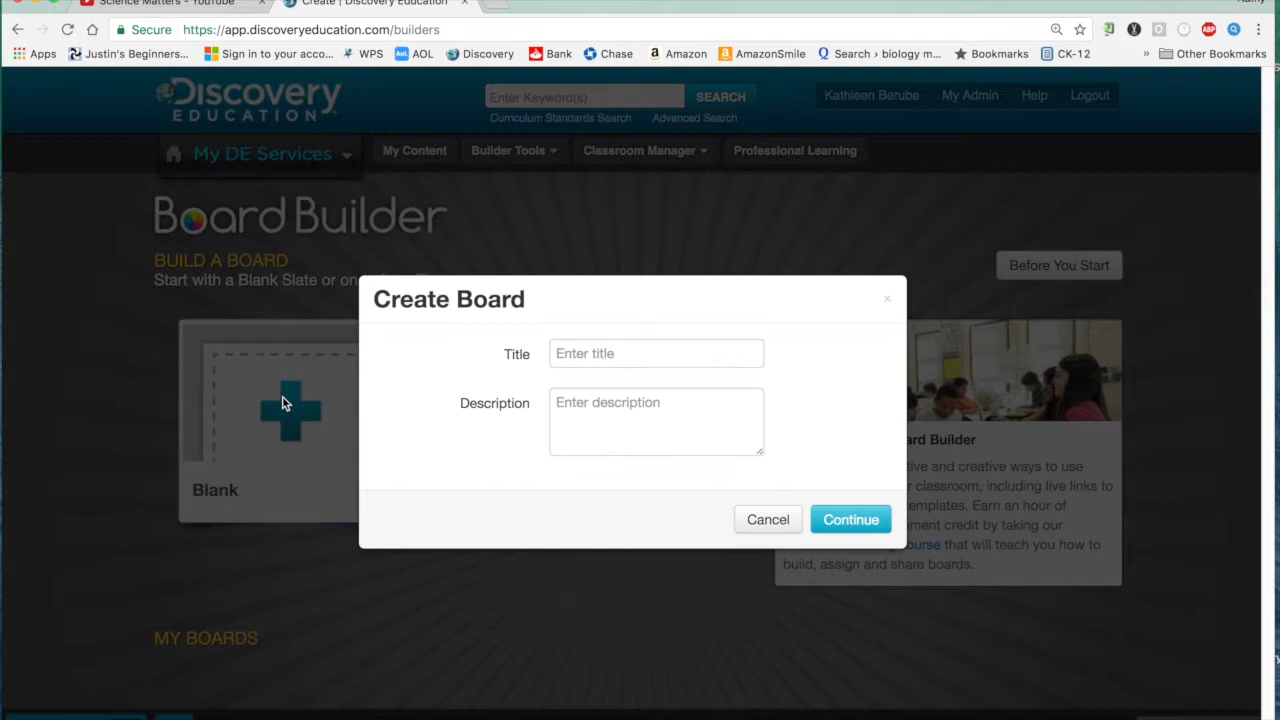 Science Matters - YouTube
Create | Discovery Education
Secure https://app.discoveryeducation.com/builders
Apps Justin's Beginners... Sign in to your acco... WPS AOL Discovery Bank Chase Amazon AmazonSmile Search › biology m... Bookmarks CK-12 » Other Bookmarks
Discovery EDUCATION
Enter Keyword(s) SEARCH
Curriculum Standards Search Advanced Search
Kathleen Berube My Admin Help Logout
My DE Services My Content Builder Tools Classroom Manager Professional Learning
Board Builder
BUILD A BOARD
Start with a Blank Slate or on
Before You Start
Create Board ×
Title Enter title
Description Enter description
Cancel Continue
Blank
ard Builder
tive and creative ways to use
classroom, including live links to
templates. Earn an hour of
ment credit by taking our
ourse that will teach you how to
build, assign and share boards.
MY BOARDS